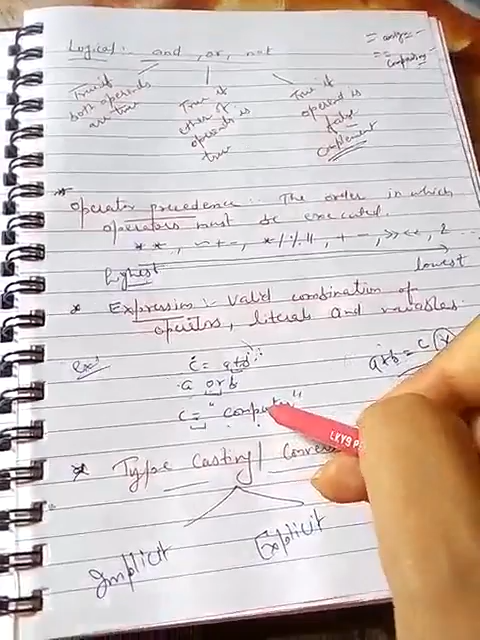 Logical :- and, or, not
= assign
== comparing
True if
both operands
are true
True if
either of
operands is
true
True if
operand is
false
Complement
* operator precedence :- The order in which
operators must be executed.
**, ~ + -, * / % //, + -, >> <<, &
Highest
lowest
* Expression :- Valid combination of
operators, literals and variables.
Ex:
c = a+b
a or b
c = "computer"
a+b = c (x)
LKY9
* Type Casting/
Implicit
Explicit